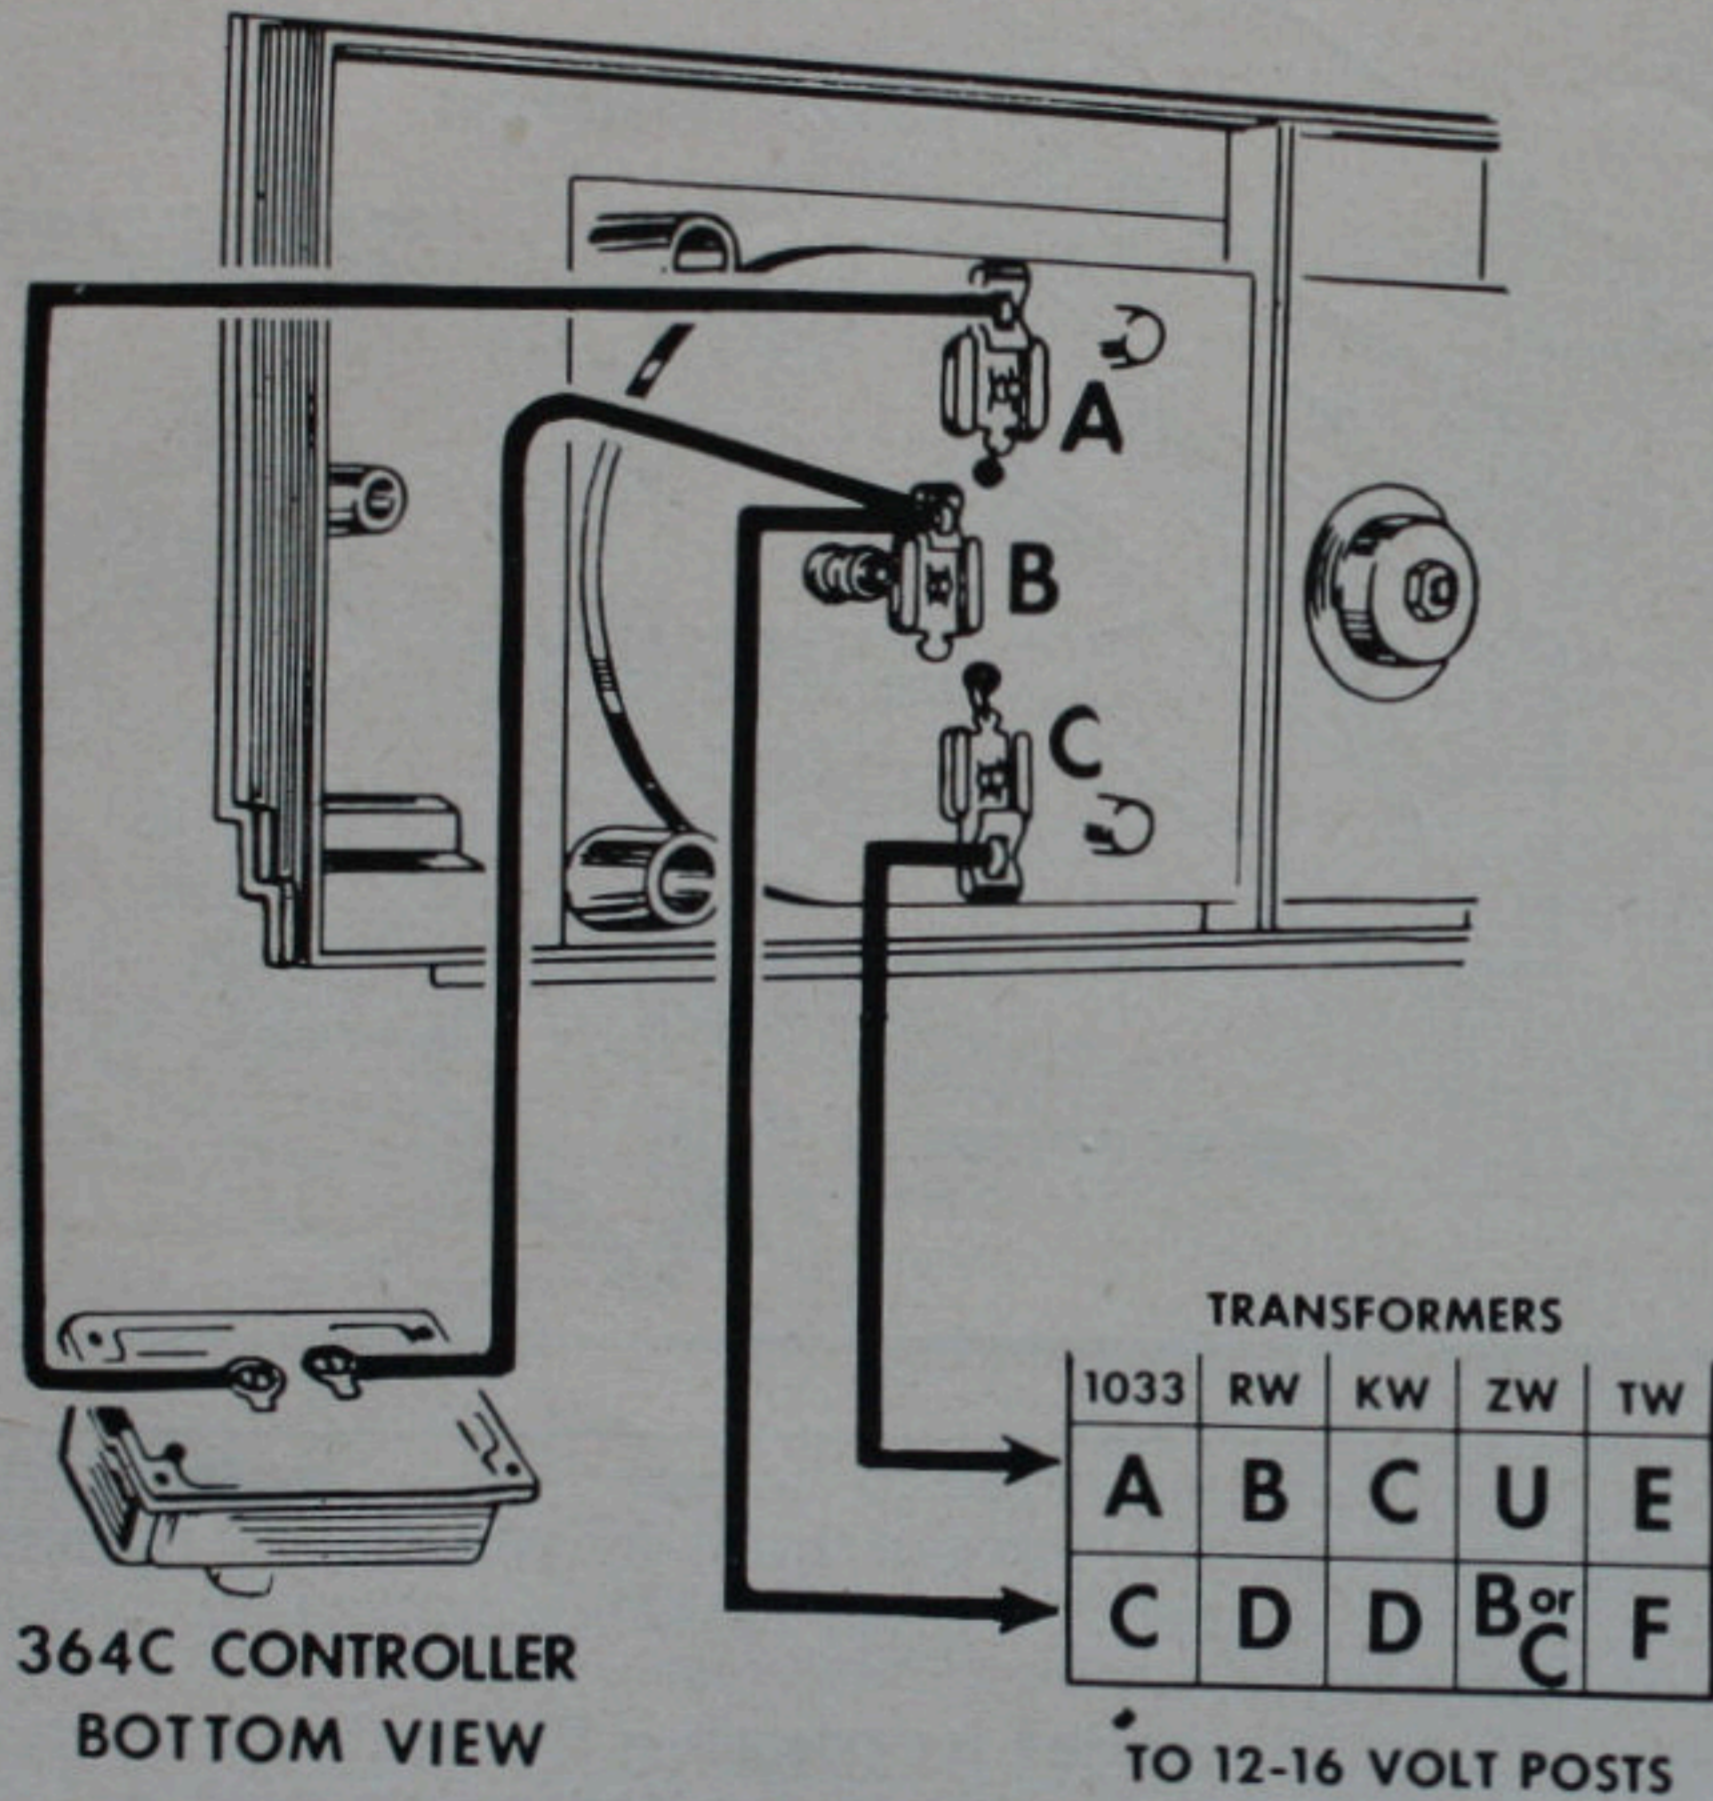 A
B
C
TRANSFORMERS
1033 RW KW ZW TW
A B C U E
C D D B or C F
364C CONTROLLER
BOTTOM VIEW
TO 12-16 VOLT POSTS